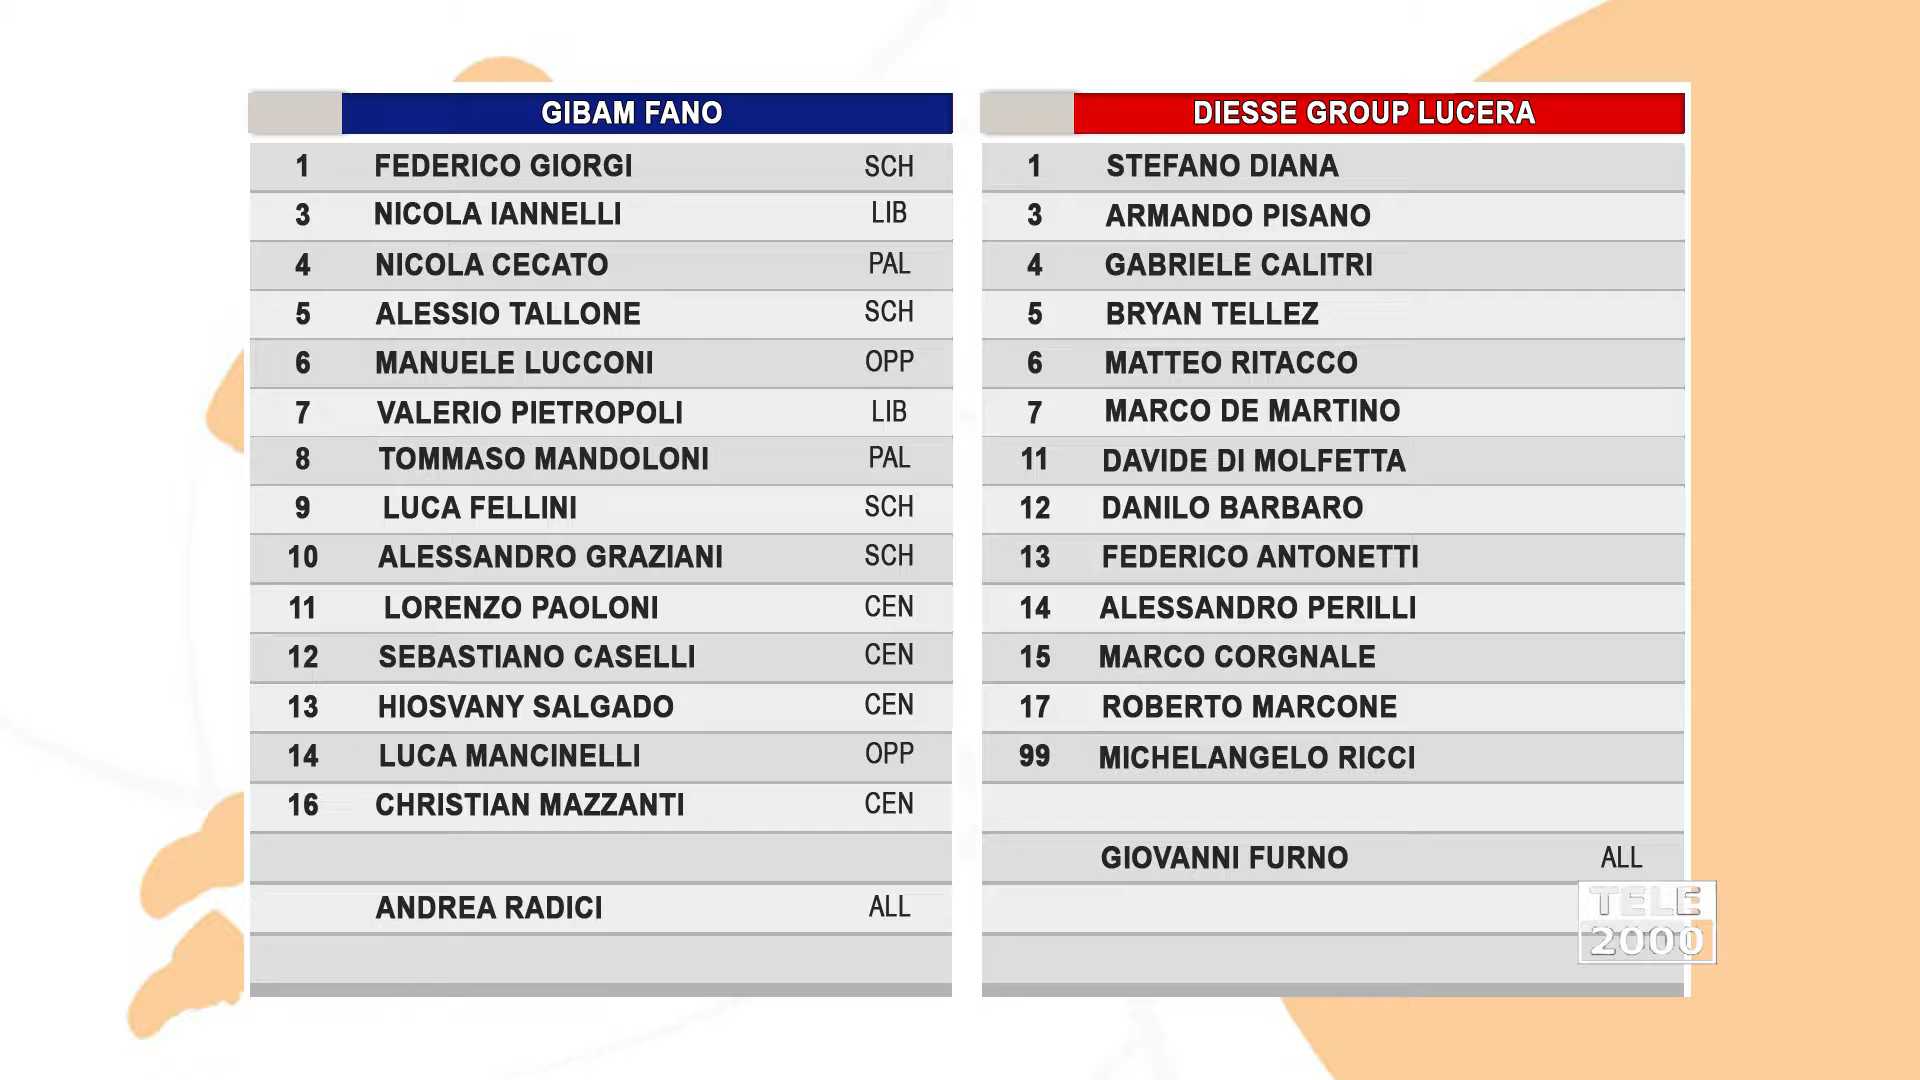 GIBAM FANO
1 FEDERICO GIORGI SCH
3 NICOLA IANNELLI LIB
4 NICOLA CECATO PAL
5 ALESSIO TALLONE SCH
6 MANUELE LUCCONI OPP
7 VALERIO PIETROPOLI LIB
8 TOMMASO MANDOLONI PAL
9 LUCA FELLINI SCH
10 ALESSANDRO GRAZIANI SCH
11 LORENZO PAOLONI CEN
12 SEBASTIANO CASELLI CEN
13 HIOSVANY SALGADO CEN
14 LUCA MANCINELLI OPP
16 CHRISTIAN MAZZANTI CEN
ANDREA RADICI ALL
DIESSE GROUP LUCERA
1 STEFANO DIANA
3 ARMANDO PISANO
4 GABRIELE CALITRI
5 BRYAN TELLEZ
6 MATTEO RITACCO
7 MARCO DE MARTINO
11 DAVIDE DI MOLFETTA
12 DANILO BARBARO
13 FEDERICO ANTONETTI
14 ALESSANDRO PERILLI
15 MARCO CORGNALE
17 ROBERTO MARCONE
99 MICHELANGELO RICCI
GIOVANNI FURNO ALL
TELE
2000